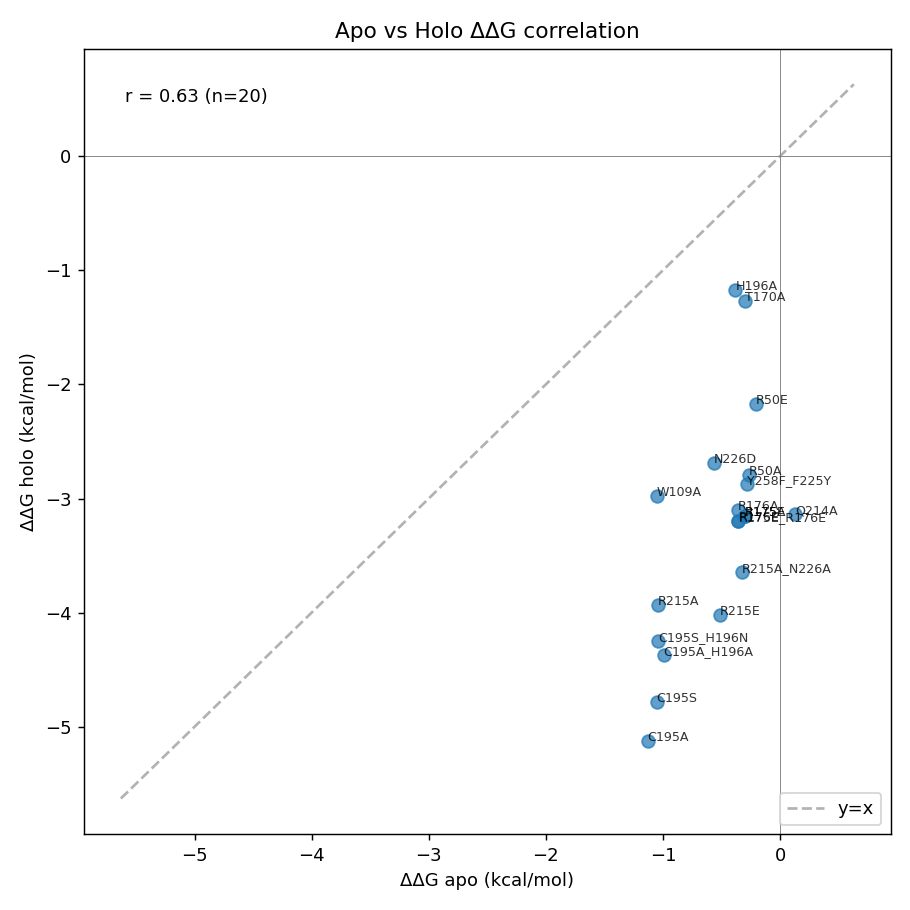 Apo vs Holo ΔΔG correlation
r = 0.63 (n=20)
ΔΔG holo (kcal/mol)
0
−1
−2
−3
−4
−5
H196A
T170A
R50E
N226D
R50A
Y258F_F225Y
W109A
R176A
Q214A
R176E
R215A_N226A
R215A
R215E
C195S_H196N
C195A_H196A
C195S
C195A
y=x
−5
−4
−3
−2
−1
0
ΔΔG apo (kcal/mol)